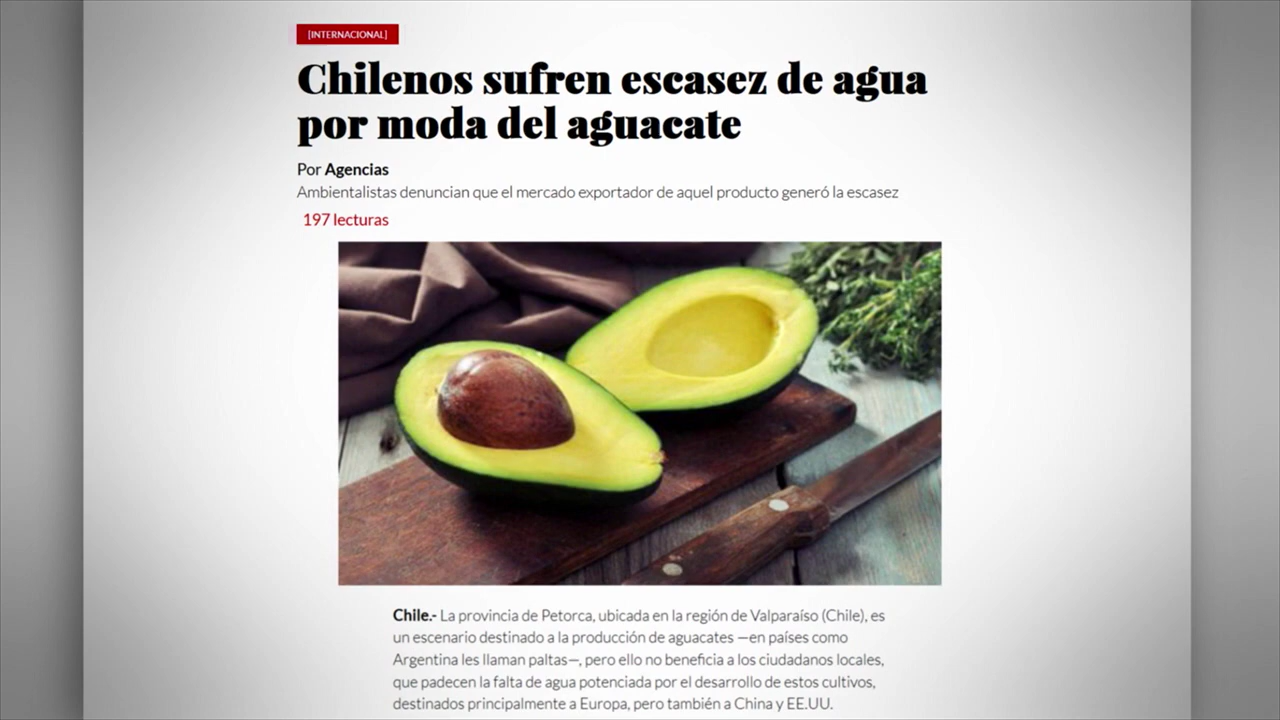 [INTERNACIONAL]
Chilenos sufren escasez de agua
por moda del aguacate
Por Agencias
Ambientalistas denuncian que el mercado exportador de aquel producto generó la escasez
197 lecturas
Chile.- La provincia de Petorca, ubicada en la región de Valparaíso (Chile), es
un escenario destinado a la producción de aguacates —en países como
Argentina les llaman paltas—, pero ello no beneficia a los ciudadanos locales,
que padecen la falta de agua potenciada por el desarrollo de estos cultivos,
destinados principalmente a Europa, pero también a China y EE.UU.